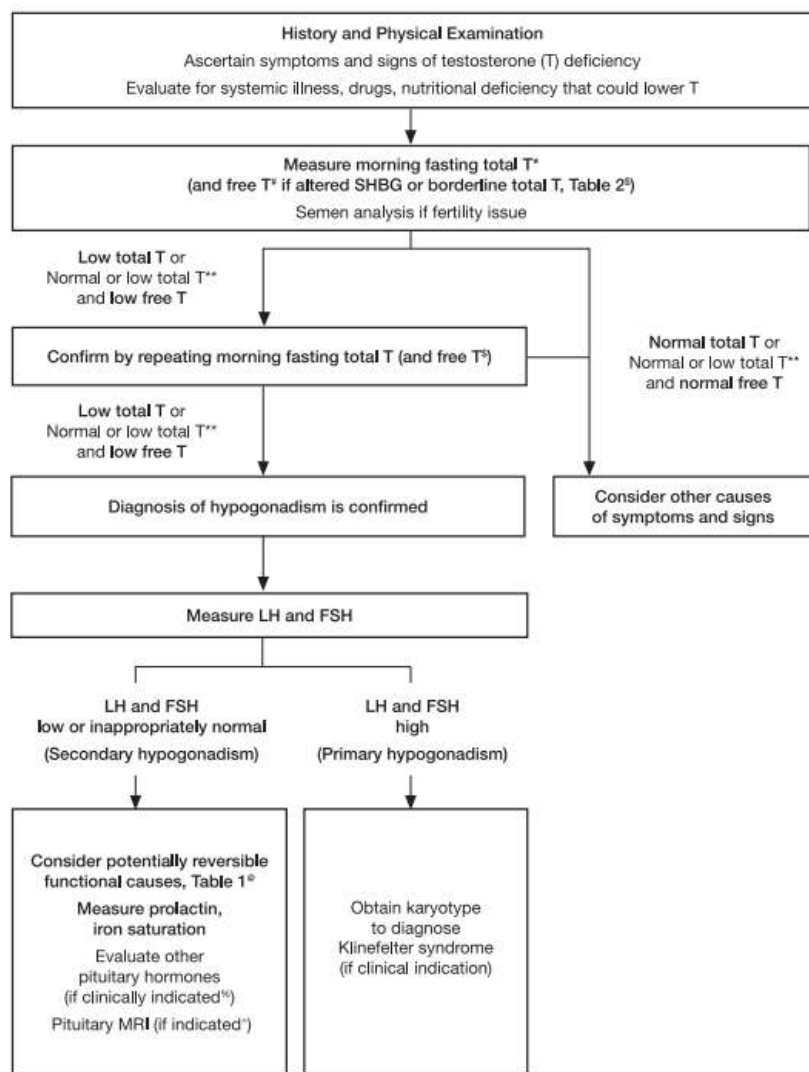 History and Physical Examination
Ascertain symptoms and signs of testosterone (T) deficiency
Evaluate for systemic illness, drugs, nutritional deficiency that could lower T
Measure morning fasting total T*
(and free T¥ if altered SHBG or borderline total T, Table 2$)
Semen analysis if fertility issue
Low total T or
Normal or low total T**
and low free T
Normal total T or
Normal or low total T**
and normal free T
Confirm by repeating morning fasting total T (and free T$)
Low total T or
Normal or low total T**
and low free T
Diagnosis of hypogonadism is confirmed
Consider other causes
of symptoms and signs
Measure LH and FSH
LH and FSH
low or inappropriately normal
(Secondary hypogonadism)
LH and FSH
high
(Primary hypogonadism)
Consider potentially reversible
functional causes, Table 1@
Measure prolactin,
iron saturation
Evaluate other
pituitary hormones
(if clinically indicated%)
Pituitary MRI (if indicated^)
Obtain karyotype
to diagnose
Klinefelter syndrome
(if clinical indication)